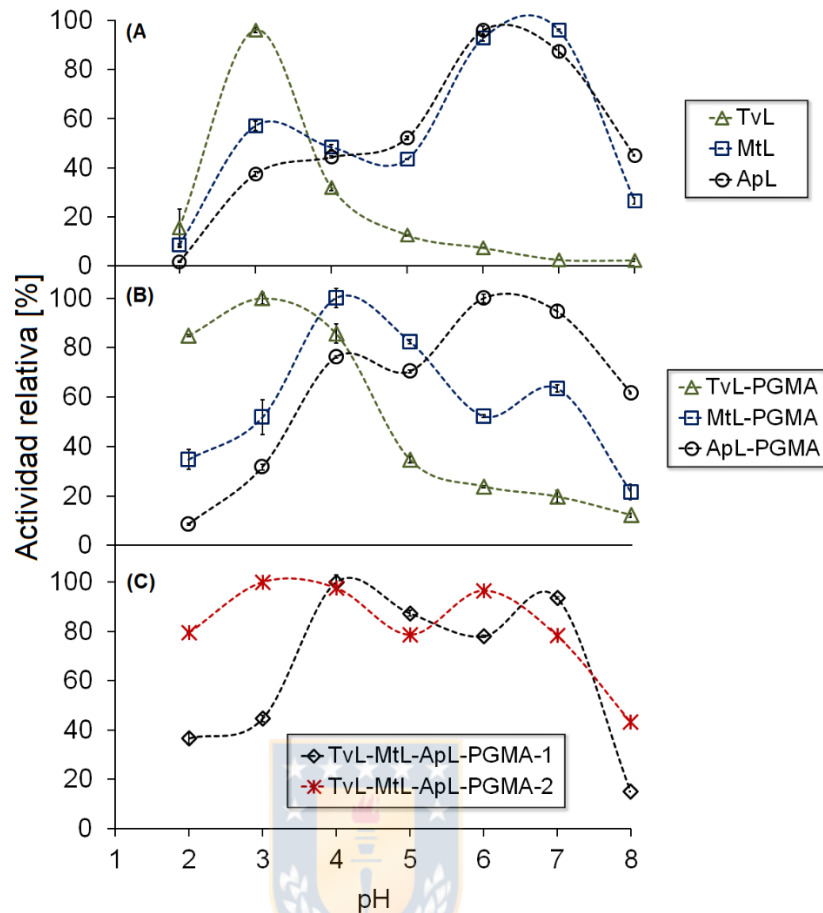 Actividad relativa [%]
(A
100
80
60
40
20
0
TvL
MtL
ApL
(B)
100
80
60
40
20
0
TvL-PGMA
MtL-PGMA
ApL-PGMA
(C)
100
80
60
40
20
0
TvL-MtL-ApL-PGMA-1
TvL-MtL-ApL-PGMA-2
1 2 3 4 5 6 7 8
pH